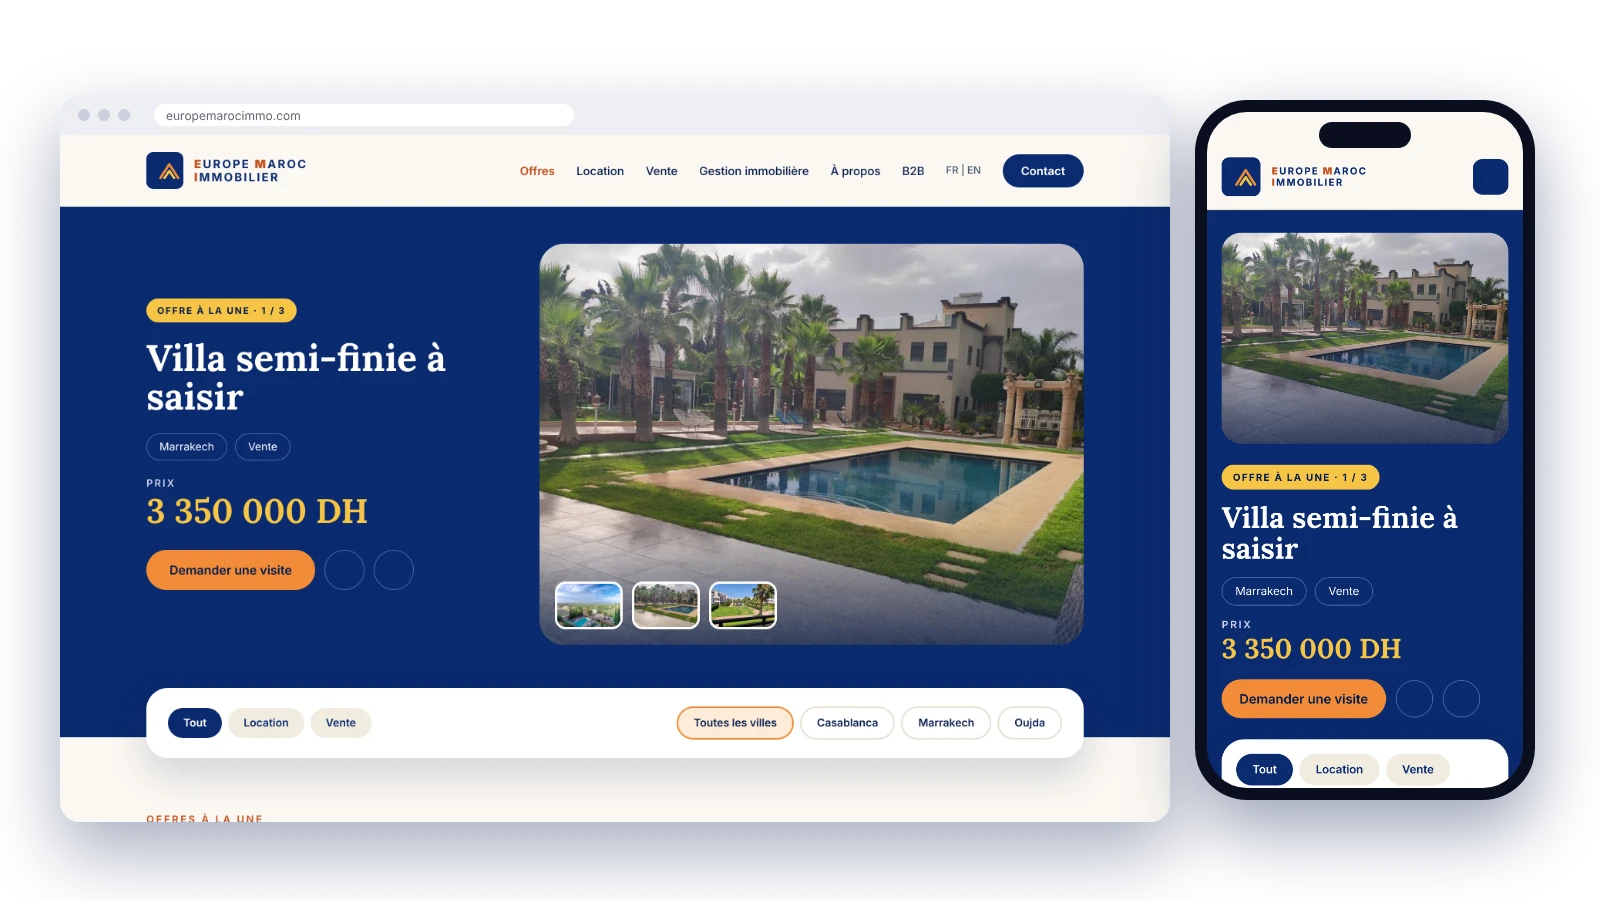 europemarocimmo.com
EUROPE MAROC
IMMOBILIER
Offres
Location
Vente
Gestion immobilière
À propos
B2B
FR | EN
Contact
OFFRE À LA UNE · 1 / 3
Villa semi-finie à
saisir
Marrakech
Vente
PRIX
3 350 000 DH
Demander une visite
Tout
Location
Vente
Toutes les villes
Casablanca
Marrakech
Oujda
OFFRES À LA UNE
EUROPE MAROC
IMMOBILIER
OFFRE À LA UNE · 1 / 3
Villa semi-finie à
saisir
Marrakech
Vente
PRIX
3 350 000 DH
Demander une visite
Tout
Location
Vente